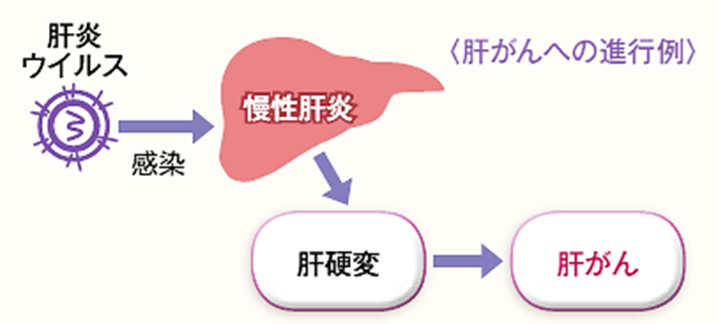 肝炎
ウイルス
〈肝がんへの進行例〉
慢性肝炎
感染
肝硬変
肝がん